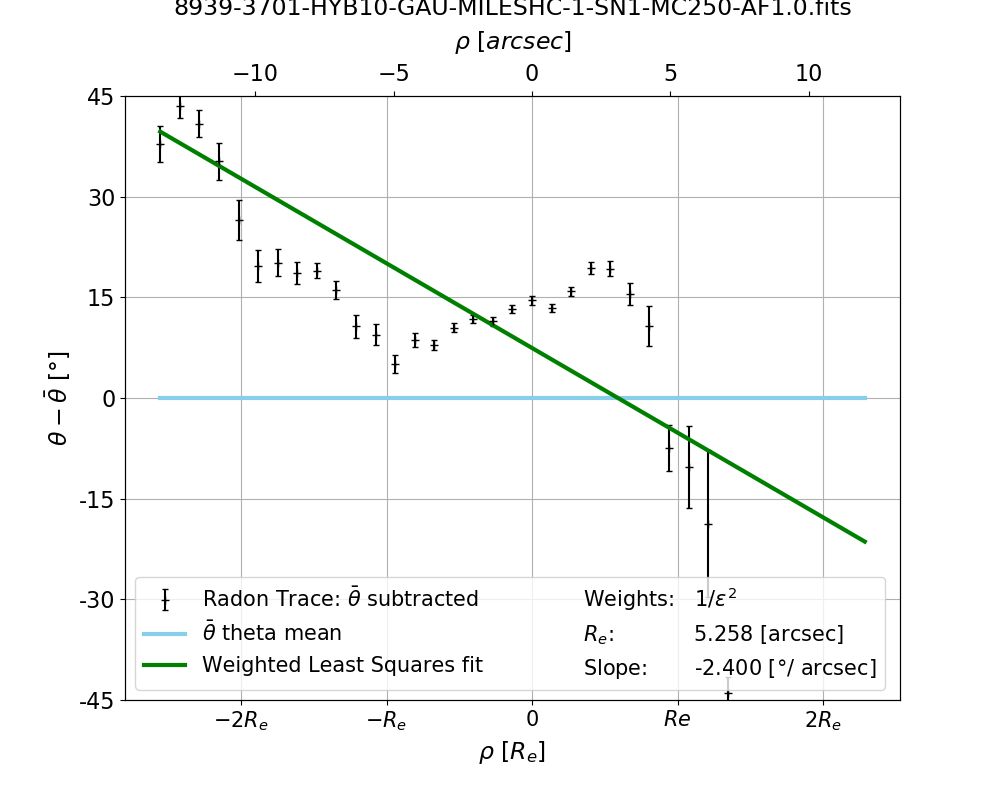 8939-3701-HYB10-GAU-MILESHC-1-SN1-MC250-AF1.0.fits
ρ [arcsec]
−10 −5 0 5 10
45
30
15
0
-15
-30
-45
θ − θ̄ [°]
Radon Trace: θ̄ subtracted
θ̄ theta mean
Weighted Least Squares fit
Weights: 1/ε²
Rₑ: 5.258 [arcsec]
Slope: -2.400 [°/ arcsec]
−2Rₑ −Rₑ 0 Re 2Rₑ
ρ [Rₑ]